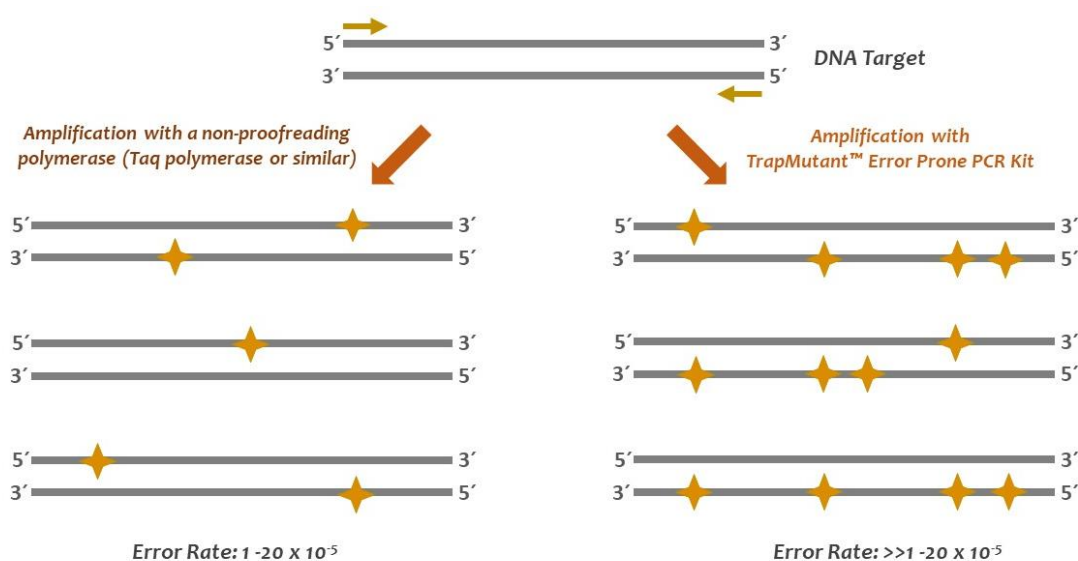 5´ 3´
DNA Target
3´ 5´
Amplification with a non-proofreading
polymerase (Taq polymerase or similar)
Amplification with
TrapMutant™ Error Prone PCR Kit
5´ 3´
3´ 5´
5´ 3´
3´ 5´
5´ 3´
3´ 5´
5´ 3´
3´ 5´
5´ 3´
3´ 5´
5´ 3´
3´ 5´
Error Rate: 1 -20 x 10⁻⁵
Error Rate: >>1 -20 x 10⁻⁵